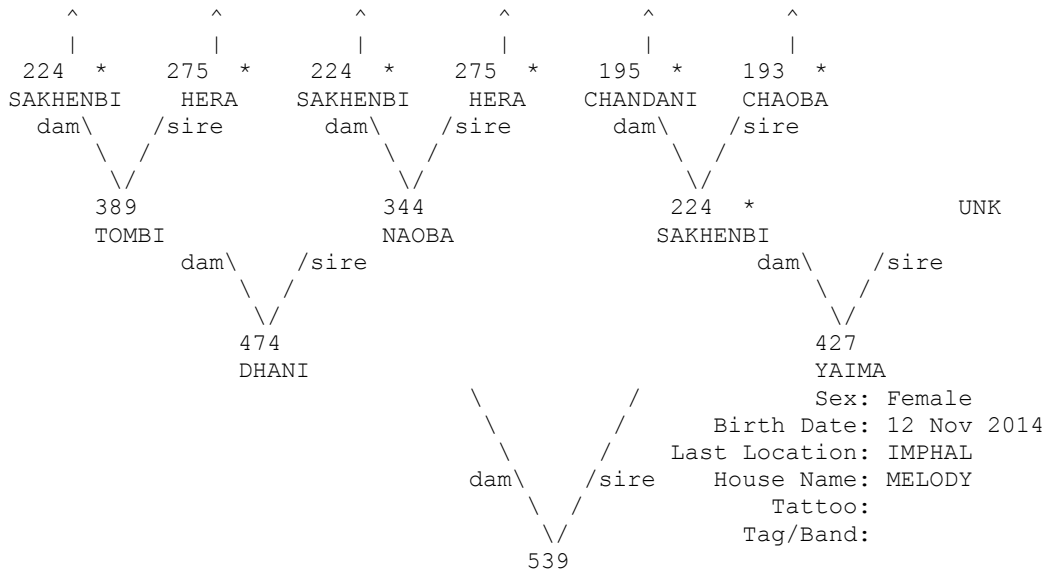 ^ ^ ^ ^ ^ ^
| | | | | |
224 * 275 * 224 * 275 * 195 * 193 *
SAKHENBI HERA SAKHENBI HERA CHANDANI CHAOBA
dam\ /sire dam\ /sire dam\ /sire
\ / \ / \ /
\/ \/ \/
389 344 224 * UNK
TOMBI NAOBA SAKHENBI
dam\ /sire dam\ /sire
\ / \ /
\/ \/
474 427
DHANI YAIMA
\ / Sex: Female
\ / Birth Date: 12 Nov 2014
\ / Last Location: IMPHAL
dam\ /sire House Name: MELODY
\ / Tattoo:
\/ Tag/Band:
539